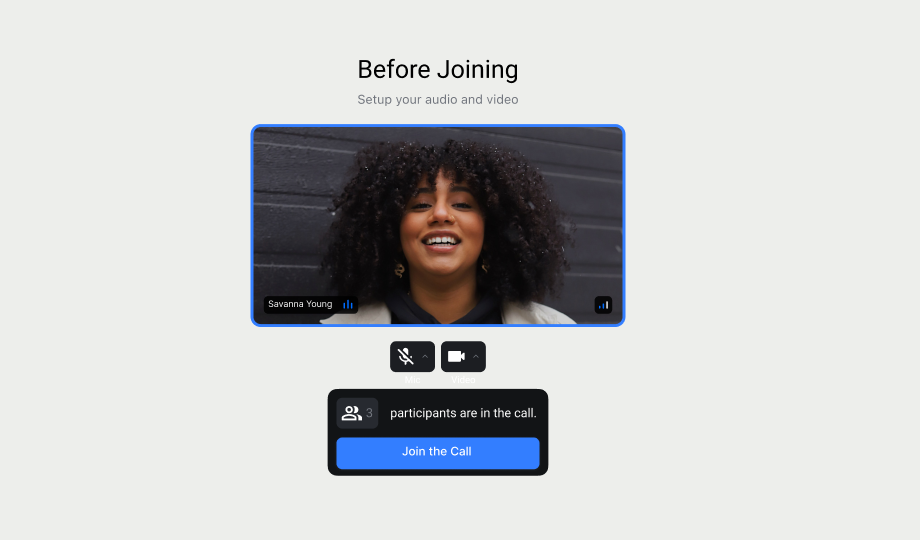 Before Joining
Setup your audio and video
Savanna Young
Mic
Video
3 participants are in the call.
Join the Call